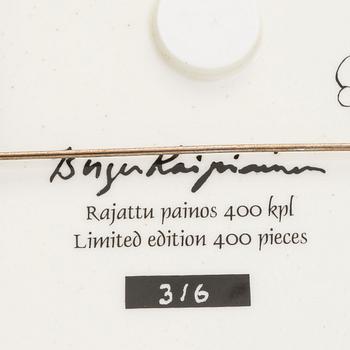 Birger Kaipiainen
Rajattu painos 400 kpl
Limited edition 400 pieces
316